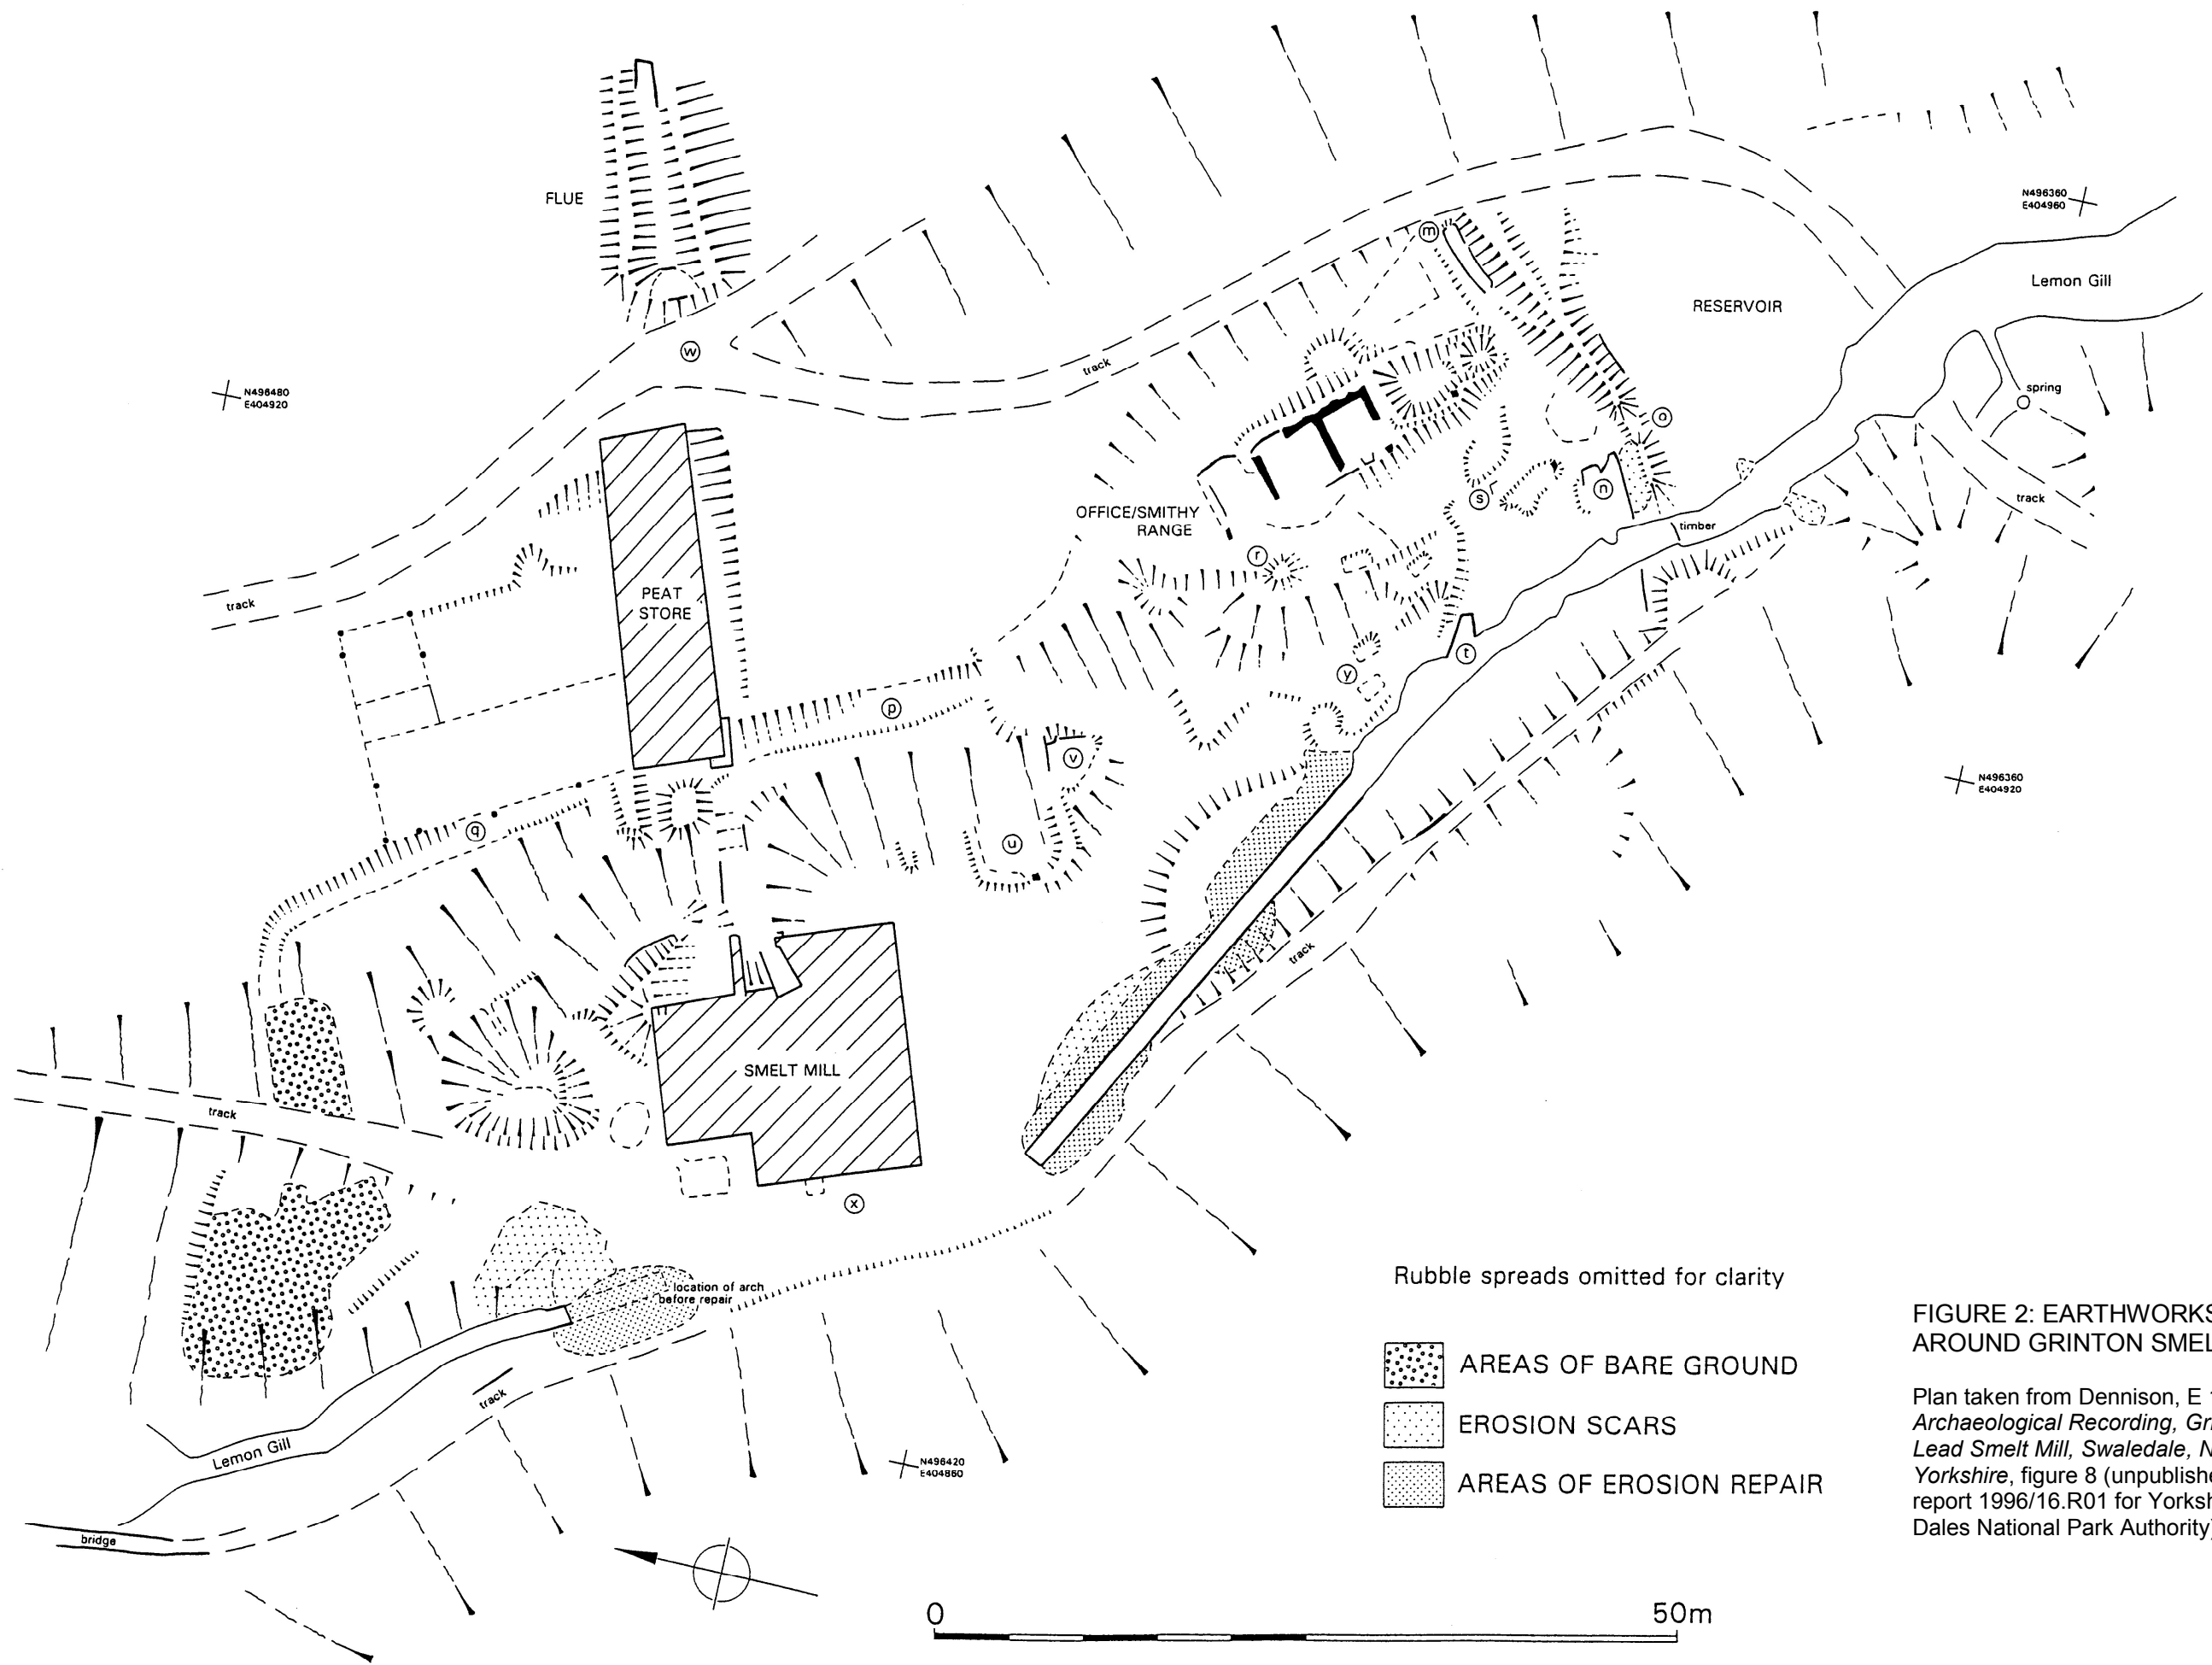 FLUE
N496360
E404960
Lemon Gill
RESERVOIR
m
w
track
N496480
E404920
spring
o
n
s
track
timber
OFFICE/SMITHY
RANGE
r
PEAT
STORE
track
t
y
p
v
N496360
E404920
q
u
track
SMELT MILL
track
x
location of arch
before repair
Rubble spreads omitted for clarity
AREAS OF BARE GROUND
EROSION SCARS
AREAS OF EROSION REPAIR
track
Lemon Gill
bridge
N496420
E404860
0 50m
FIGURE 2: EARTHWORKS
AROUND GRINTON SMEL
Plan taken from Dennison, E
Archaeological Recording, Gr
Lead Smelt Mill, Swaledale, N
Yorkshire, figure 8 (unpublishe
report 1996/16.R01 for Yorksh
Dales National Park Authority)